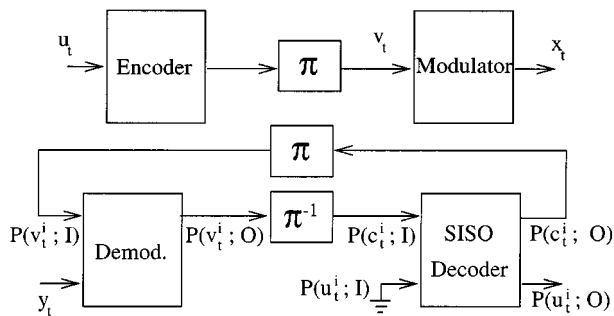 u_t
Encoder
π
v_t
Modulator
x_t
π
P(v_t^i ; I)
Demod.
P(v_t^i ; O)
π^-1
P(c_t^i ; I)
SISO
Decoder
P(c_t^i ; O)
y_t
P(u_t^i ; I)
P(u_t^i ; O)